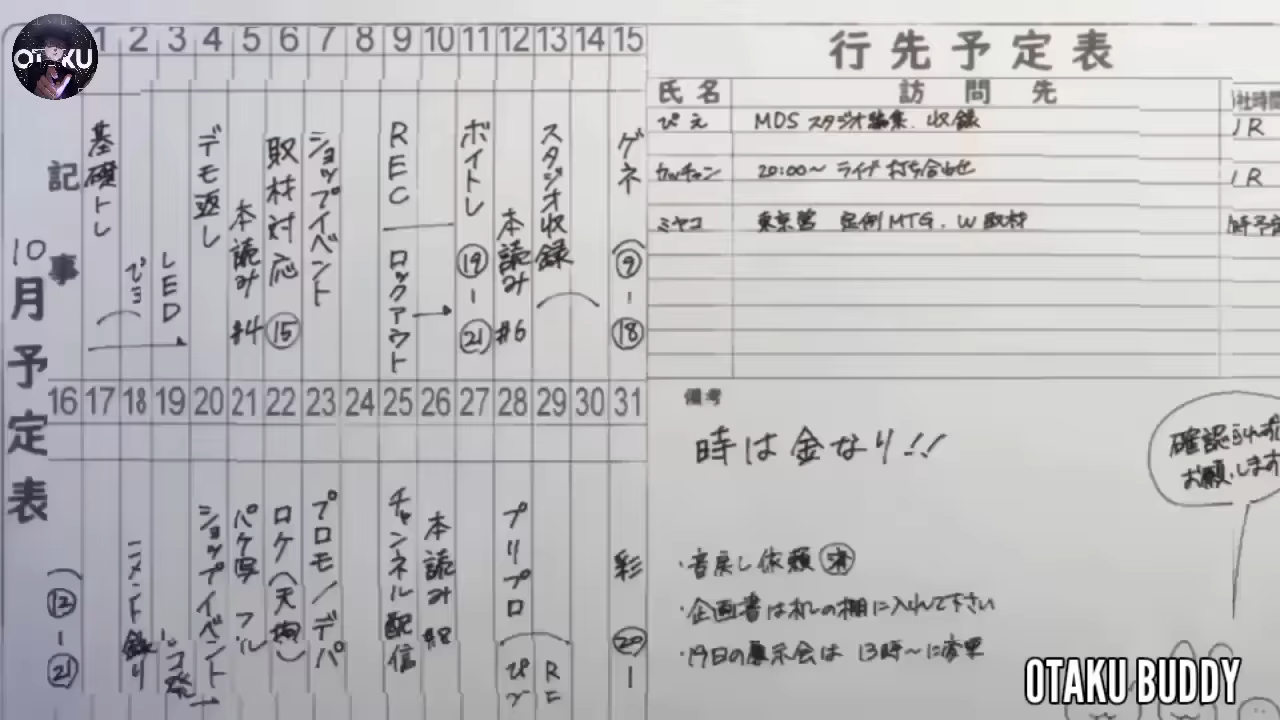 OTAKU
10月予定表
記事
1 2 3 4 5 6 7 8 9 10 11 12 13 14 15
基礎トレ
ぴョ
LED
デモ返し
本読み #4
取材対応 ⑮
ショップイベント
REC ロックアウト
ボイトレ ⑲-㉑
本読み #6
スタジオ収録
ゲネ ⑨-⑱
16 17 18 19 20 21 22 23 24 25 26 27 28 29 30 31
⑫-㉑
コメント録り
ショップイベント
パケ写
ロケ(天拘)
プロモ/デパ
チャンネル配信
本読み #8
プリプロ
彩 ⑳-
行先予定表
氏名 訪問先 社時間
ぴえ MDSスタジオ編集、収録 R
カッチャン 20:00〜 ライブ 打ち合わせ R
ミヤコ 東京営 定例MTG、W取材
備考
時は金なり!!
確認
お願いします
・音戻し依頼 済
・企画書は机の棚に入れて下さい
・19日の展示会は 13時〜に変更
OTAKU BUDDY